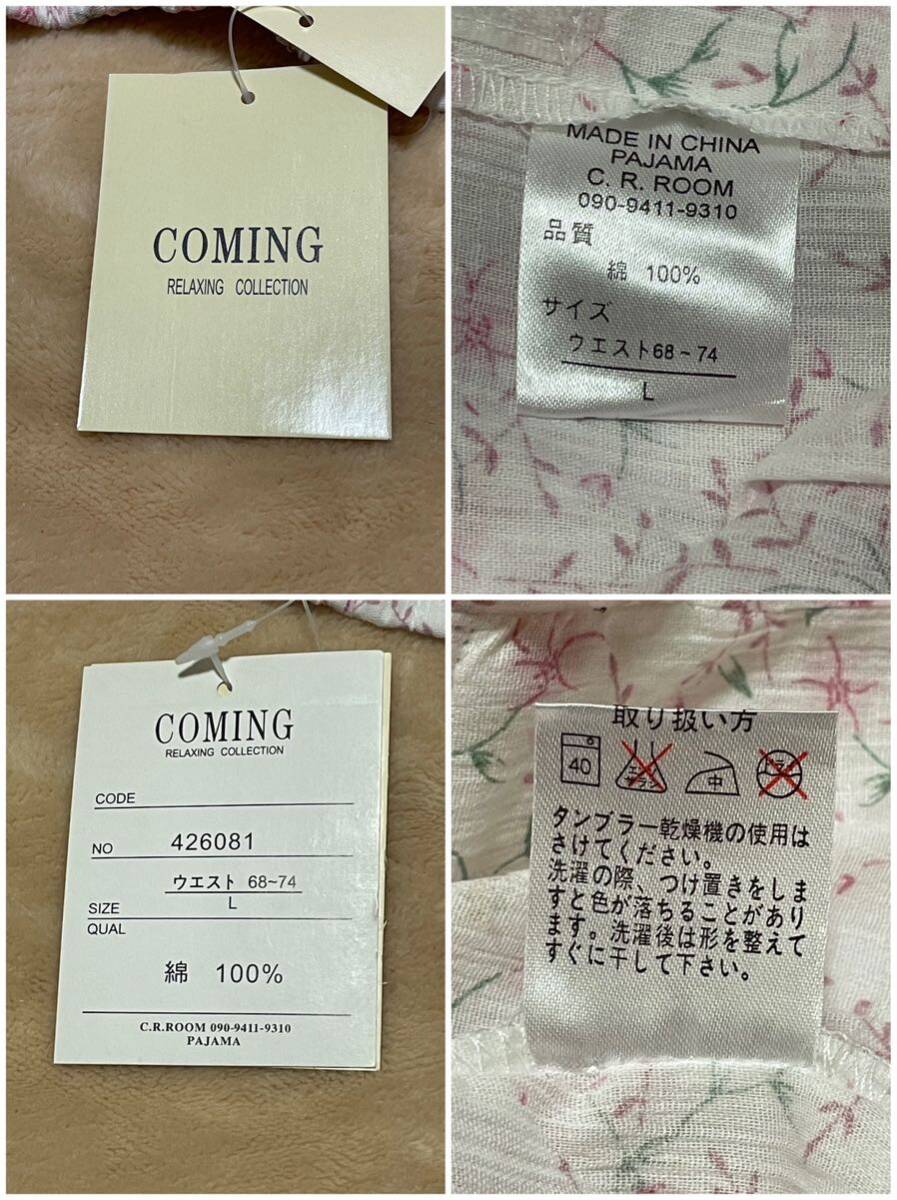 COMING
RELAXING COLLECTION
MADE IN CHINA
PAJAMA
C. R. ROOM
090-9411-9310
品質
綿 100%
サイズ
ウエスト68~74
L
COMING
RELAXING COLLECTION
CODE
NO 426081
ウエスト 68~74
SIZE L
QUAL
綿 100%
C.R.ROOM 090-9411-9310
PAJAMA
取り扱い方
40 中
タンブラー乾燥機の使用は
さけてください。
洗濯の際、つけ置きをしま
すと色が落ちることがあり
ます。洗濯後は形を整えて
すぐに干して下さい。